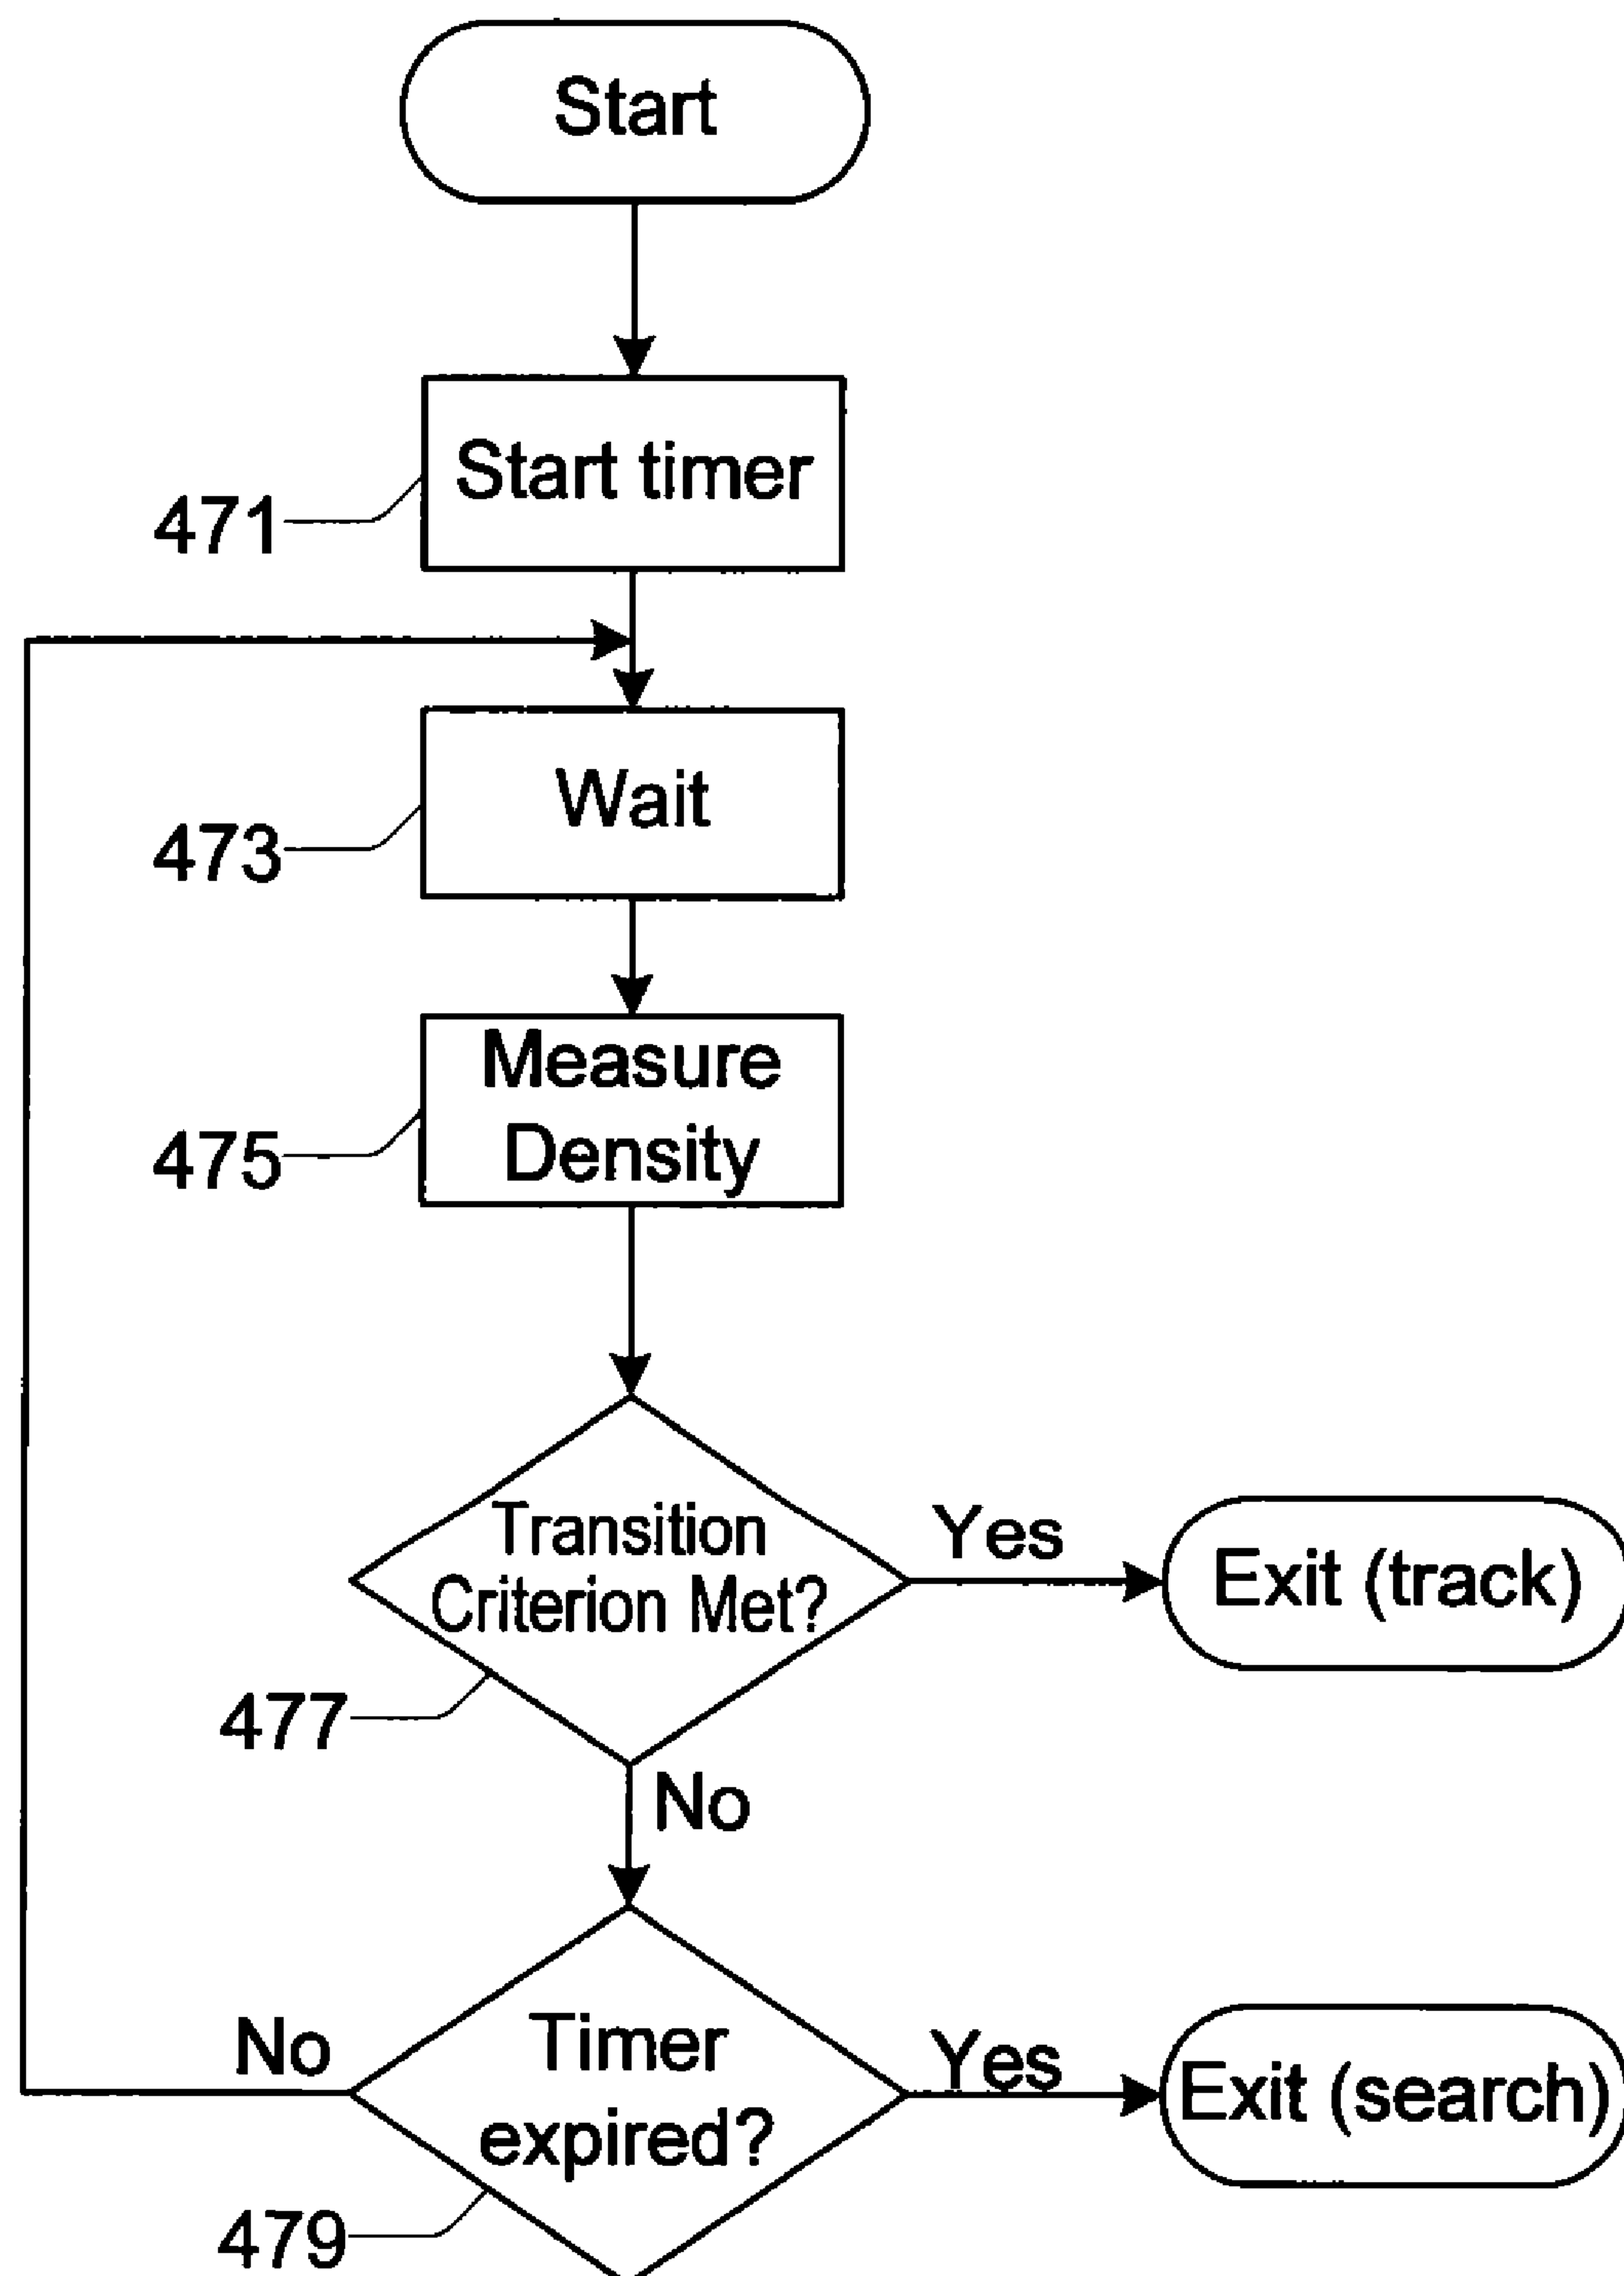 Start
Start timer
471
Wait
473
Measure
Density
475
Transition
Criterion Met?
Yes
Exit (track)
477
No
No
Timer
expired?
Yes
Exit (search)
479